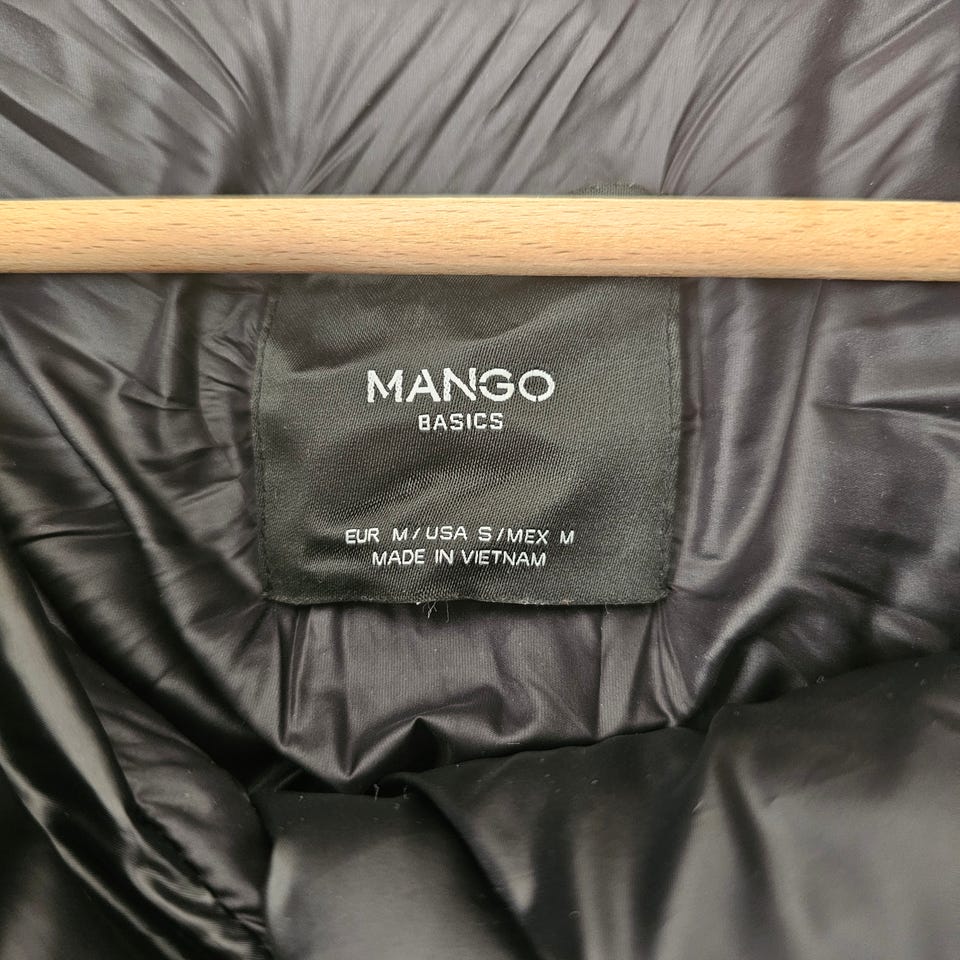 MANGO
BASICS
EUR M/USA S/MEX M
MADE IN VIETNAM